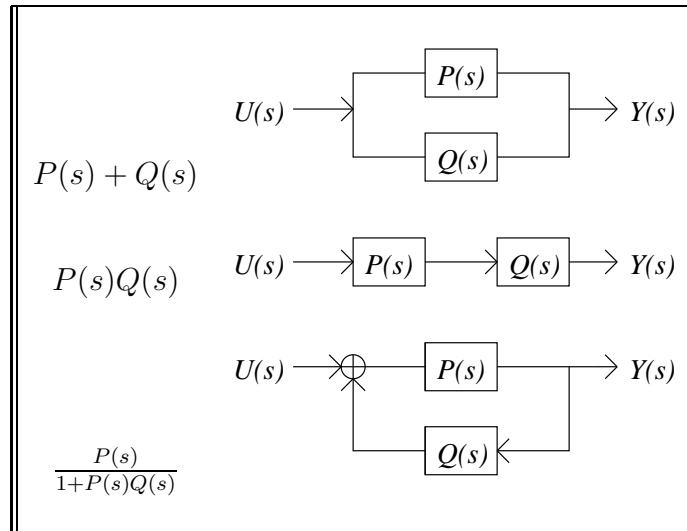 P(s)
U(s) Y(s)
Q(s)
P(s) + Q(s)
U(s) P(s) Q(s) Y(s)
P(s)Q(s)
U(s) P(s) Y(s)
Q(s)
P(s)
1+P(s)Q(s)